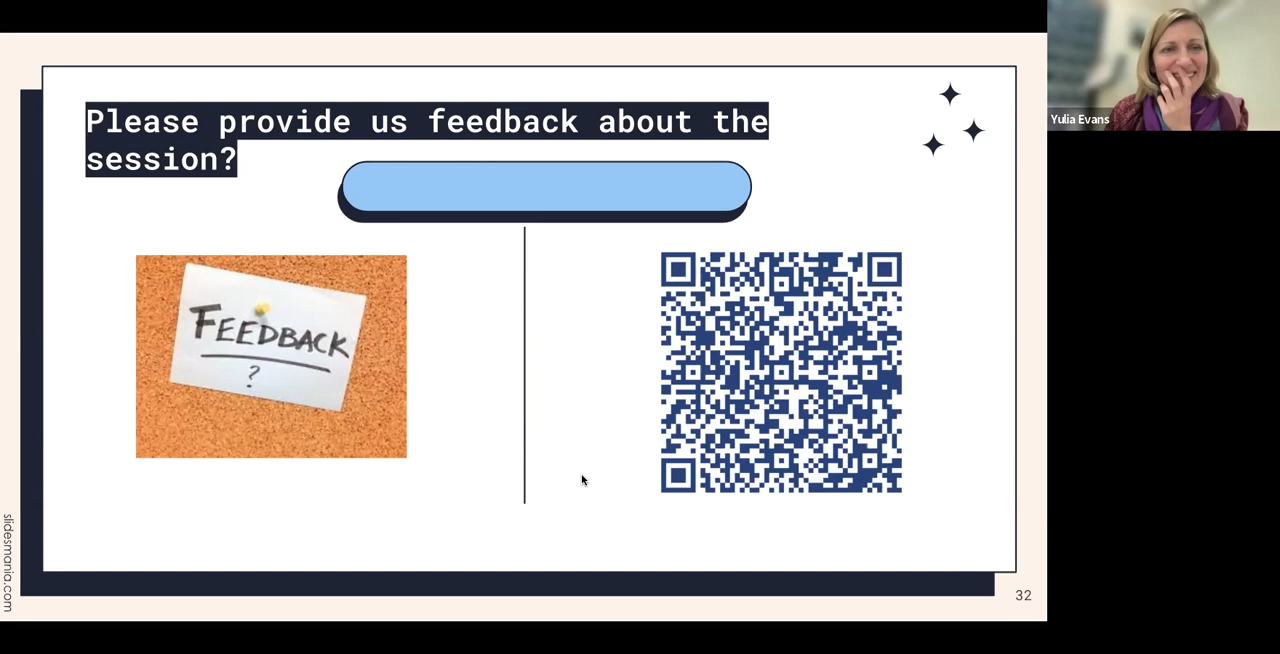 Please provide us feedback about the
session?
FEEDBACK
?
Yulia Evans
slidesmania.com
32